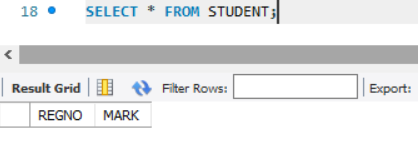 18 SELECT * FROM STUDENT;
Result Grid Filter Rows: Export:
REGNO MARK